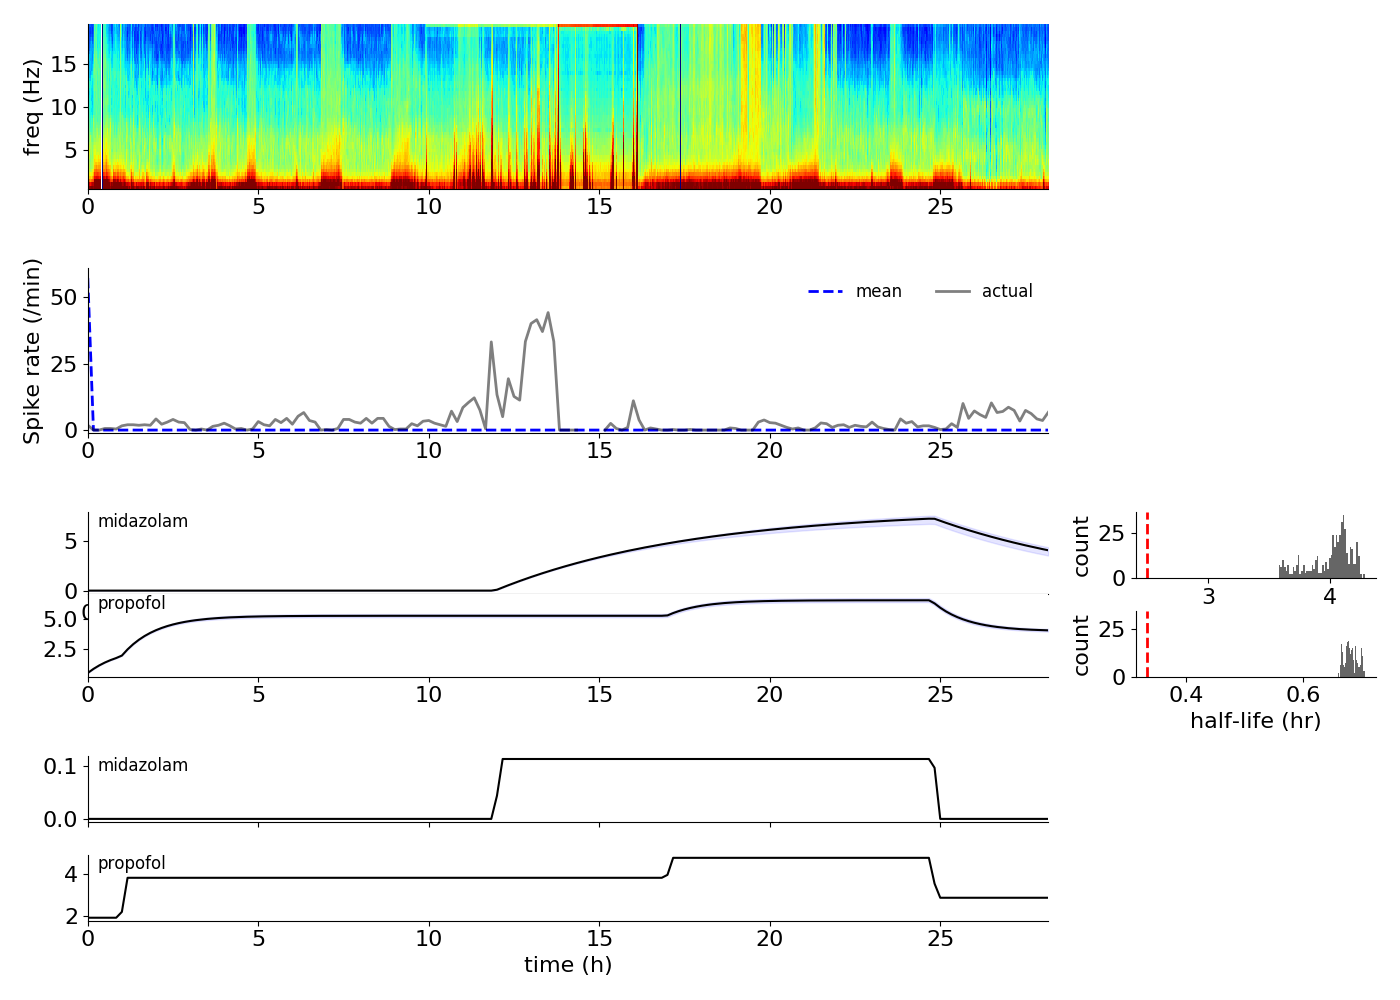 freq (Hz)
15
10
5
0 5 10 15 20 25
Spike rate (/min)
50
25
0
mean actual
0 5 10 15 20 25
midazolam
5
0
count
25
0
3 4
propofol
5.0
2.5
0 5 10 15 20 25
count
25
0
0.4 0.6
half-life (hr)
midazolam
0.1
0.0
propofol
4
2
0 5 10 15 20 25
time (h)